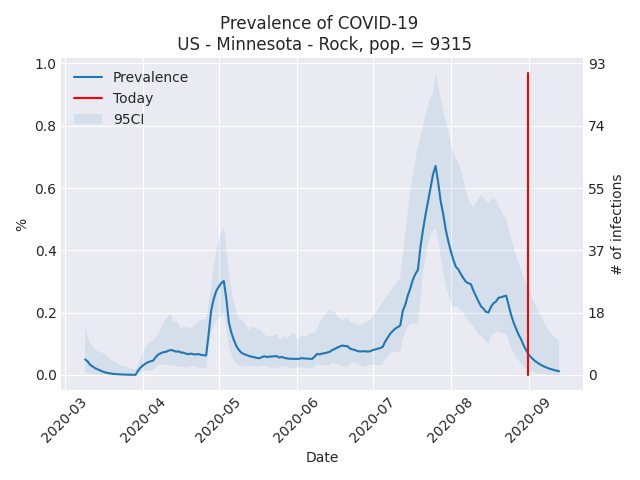 Prevalence of COVID-19
US - Minnesota - Rock, pop. = 9315
Prevalence
Today
95CI
1.0
0.8
0.6
0.4
0.2
0.0
%
93
74
55
37
18
0
# of infections
2020-03
2020-04
2020-05
2020-06
2020-07
2020-08
2020-09
Date